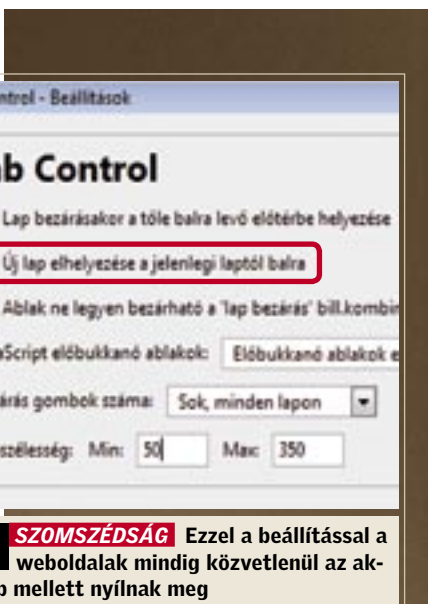 ntrol - Beállítások
b Control
Lap bezárásakor a tőle balra levő előtérbe helyezése
Új lap elhelyezése a jelenlegi laptól balra
Ablak ne legyen bezárható a 'lap bezárás' bill.kombin
aScript előbukkanó ablakok: Előbukkanó ablakok e
árás gombok száma: Sok, minden lapon
szélesség: Min: 50 Max: 350
SZOMSZÉDSÁG Ezzel a beállítással a
weboldalak mindig közvetlenül az ak-
p mellett nyílnak meg